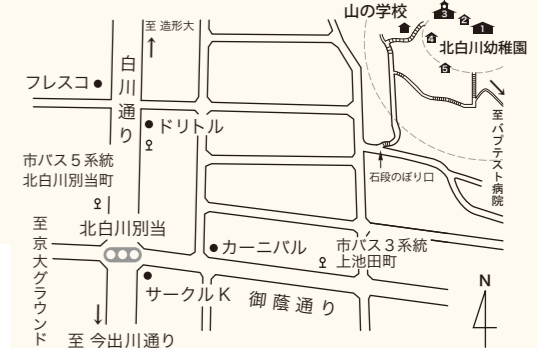 山の学校
3
2
1
4
5
北白川幼稚園
至 造形大
白川通り
フレスコ
ドリトル
至バプテスト病院
石段のぼり口
市バス5系統
北白川別当町
北白川別当
至京大グラウンド
カーニバル
市バス3系統
上池田町
サークルK
御蔭通り
N
至 今出川通り